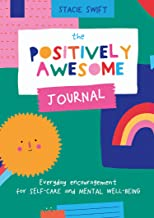 STACIE SWIFT
the
POSITIVELY
AWESOME
JOURNAL
Everyday encouragement
for SELF-CARE and MENTAL WELL-BEING